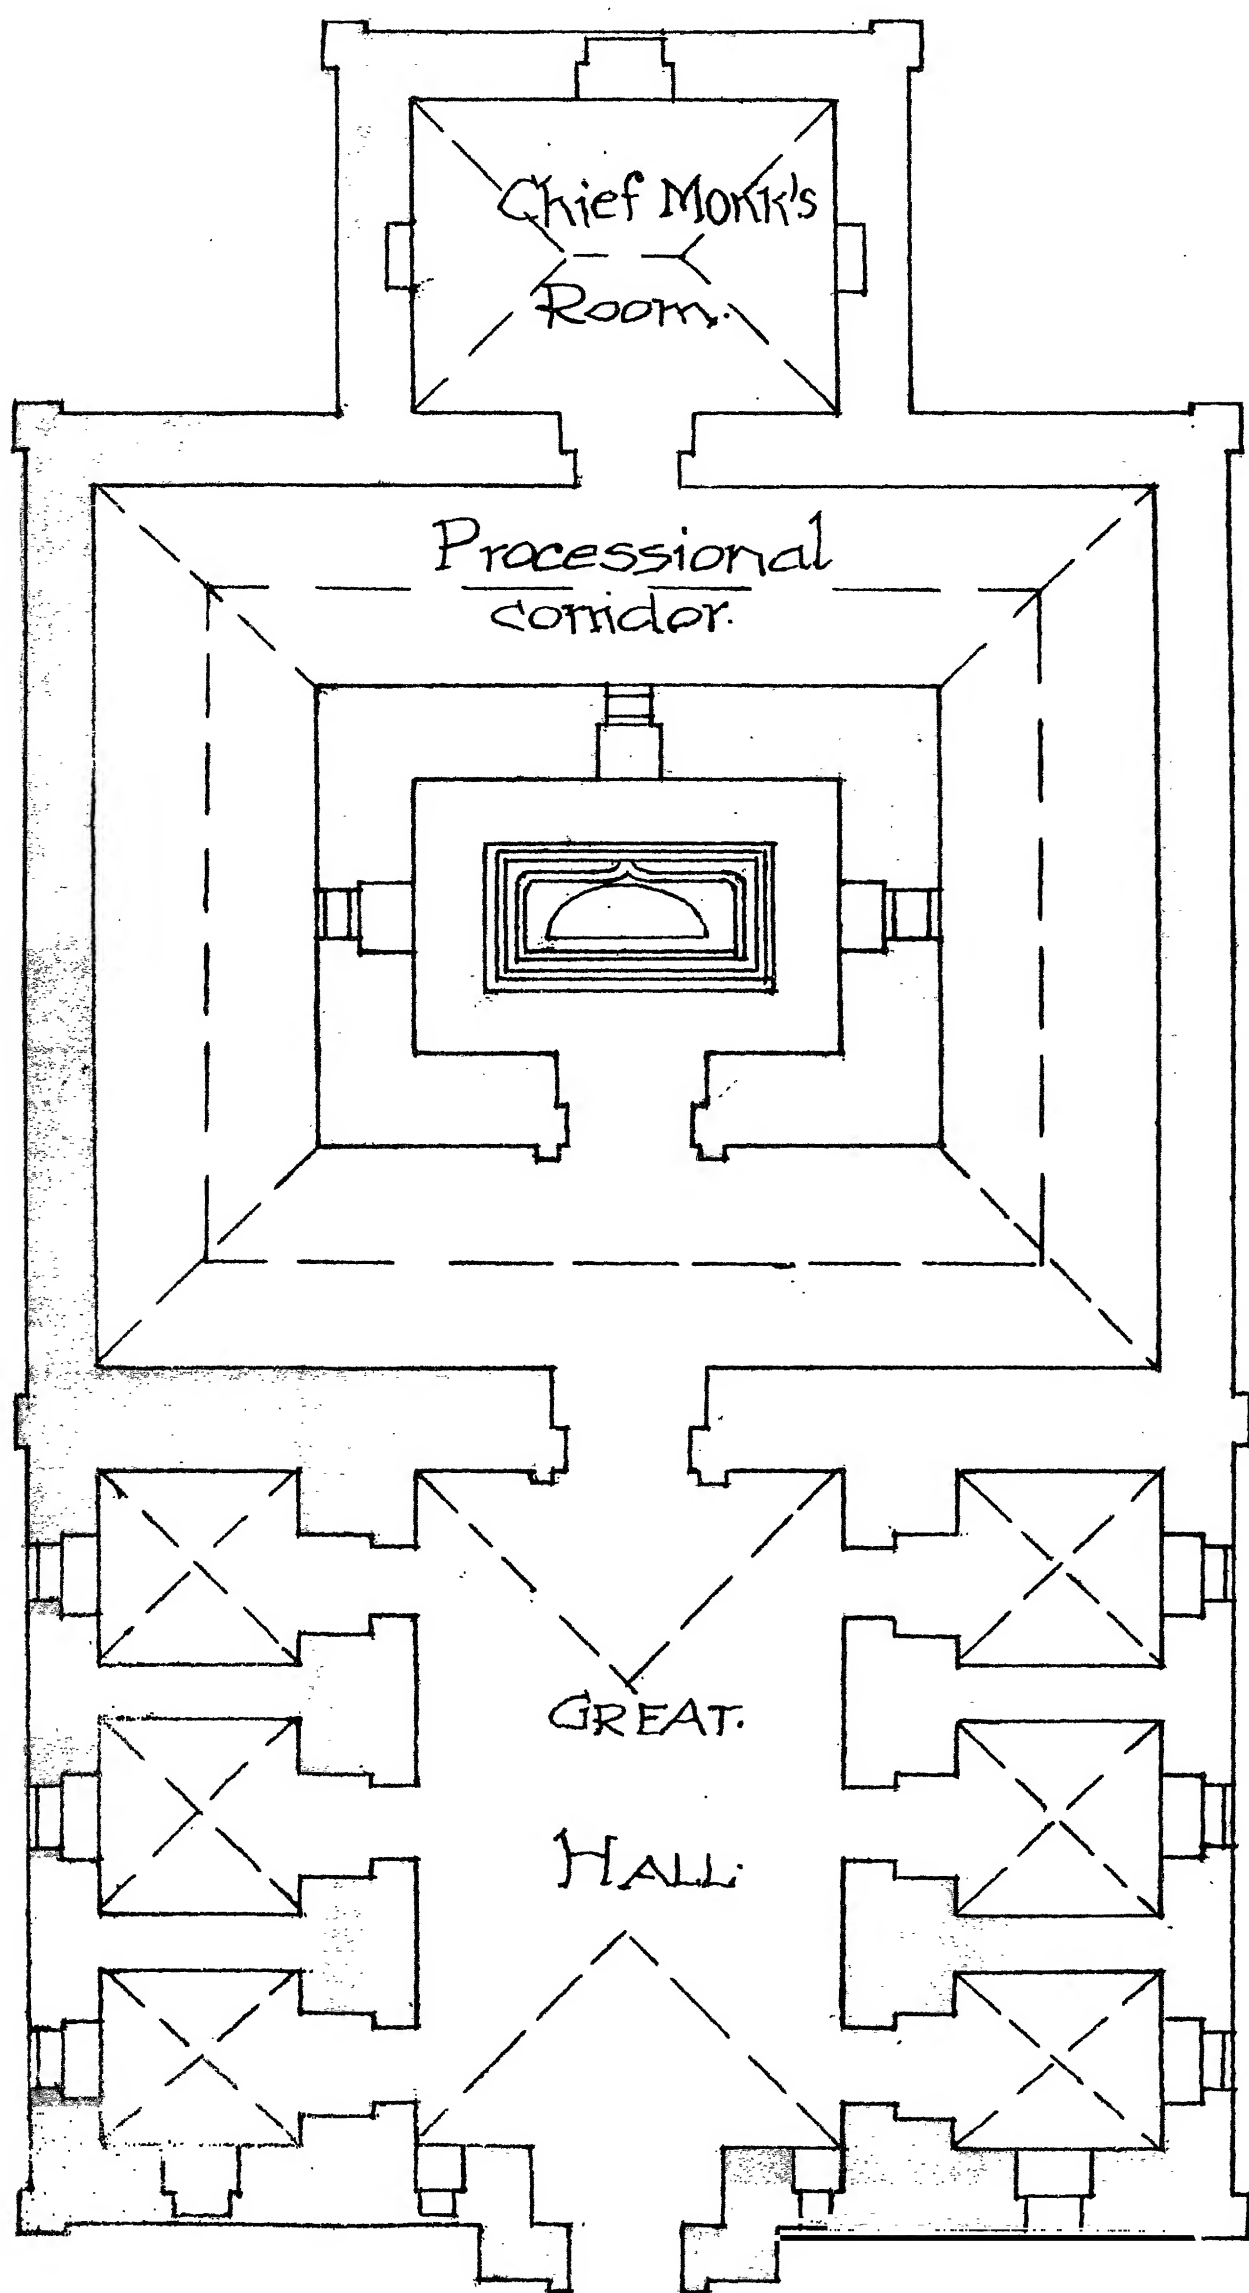 Chief Monk's
Room.
Processional
corridor.
GREAT.
HALL.